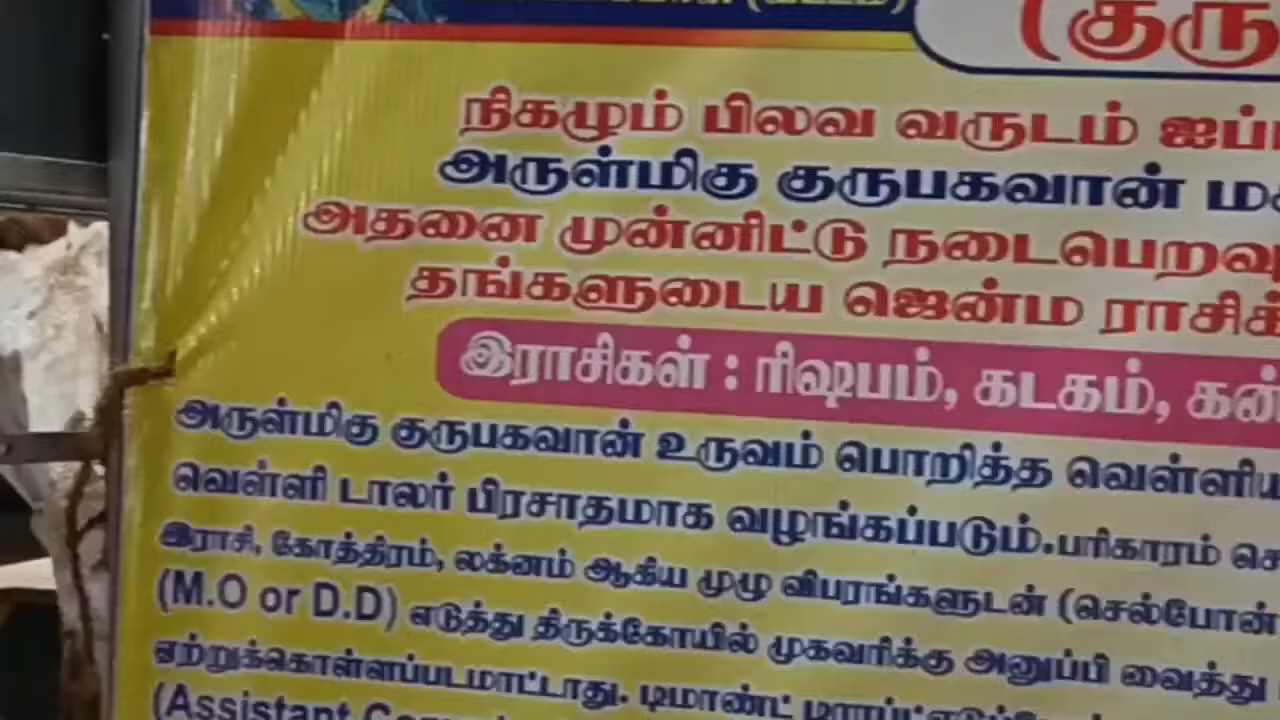 (குரு
நிகழும் பிலவ வருடம்
அருள்மிகு குருபகவான்
அதனை முன்னிட்டு நடைபெறவு
தங்களுடைய ஜென்ம ராசிக்
இராசிகள் : ரிஷபம், கடகம்,
அருள்மிகு குருபகவான் உருவம் பொறித்த வெள்ளிய
வெள்ளி டாலர் பிரசாதமாக வழங்கப்படும்.பரிகாரம்
இராசி, கோத்திரம், லக்னம் ஆகிய முழு விபரங்களுடன் (செல்போன்
(M.O or D.D) எடுத்து திருக்கோயில் முகவரிக்கு அனுப்பி வைத்து
ஏற்றுக்கொள்ளப்படமாட்டாது. டிமாண்ட்
(Assistant